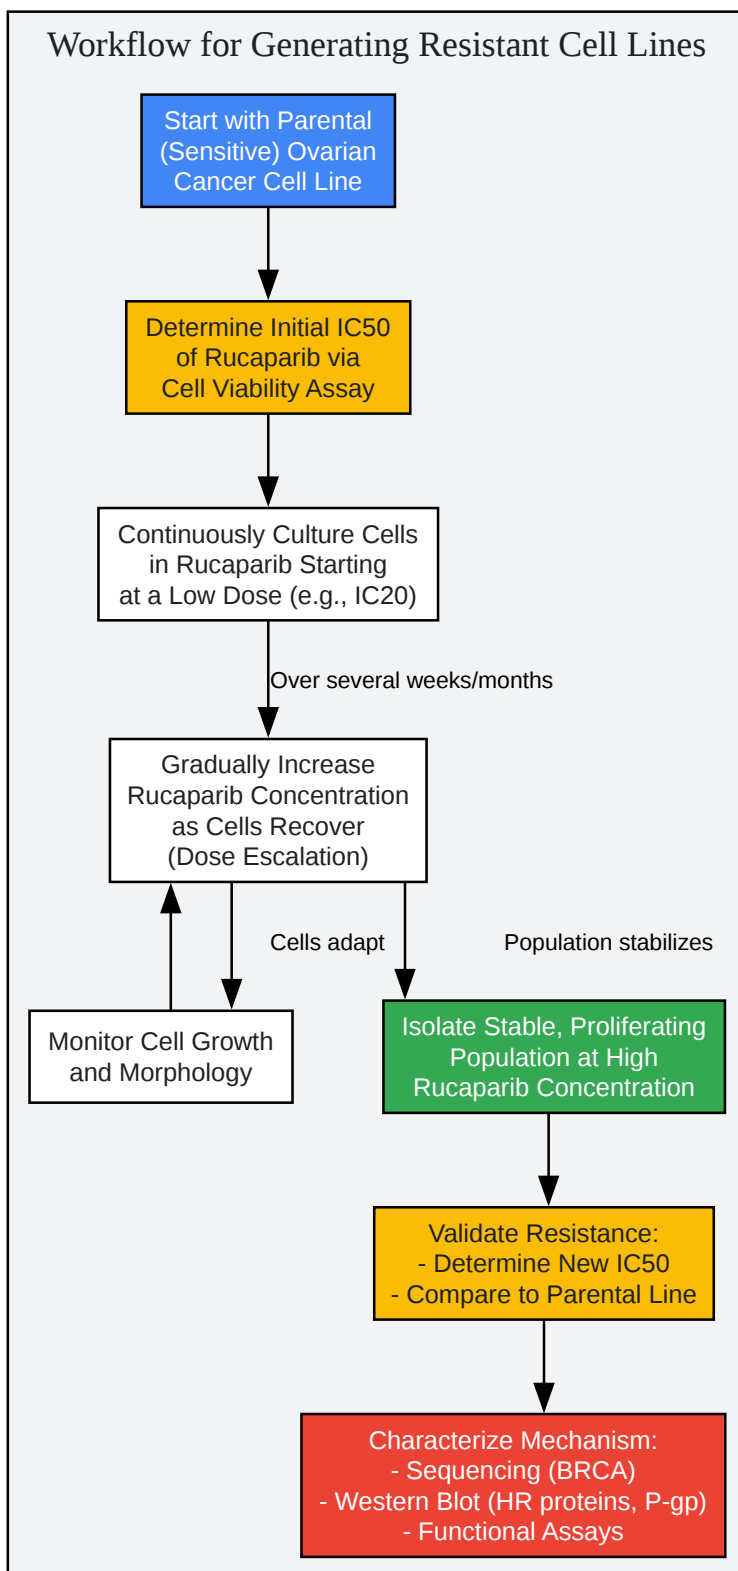 Workflow for Generating Resistant Cell Lines
Start with Parental
(Sensitive) Ovarian
Cancer Cell Line
Determine Initial IC50
of Rucaparib via
Cell Viability Assay
Continuously Culture Cells
in Rucaparib Starting
at a Low Dose (e.g., IC20)
Over several weeks/months
Gradually Increase
Rucaparib Concentration
as Cells Recover
(Dose Escalation)
Cells adapt
Population stabilizes
Monitor Cell Growth
and Morphology
Isolate Stable, Proliferating
Population at High
Rucaparib Concentration
Validate Resistance:
- Determine New IC50
- Compare to Parental Line
Characterize Mechanism:
- Sequencing (BRCA)
- Western Blot (HR proteins, P-gp)
- Functional Assays